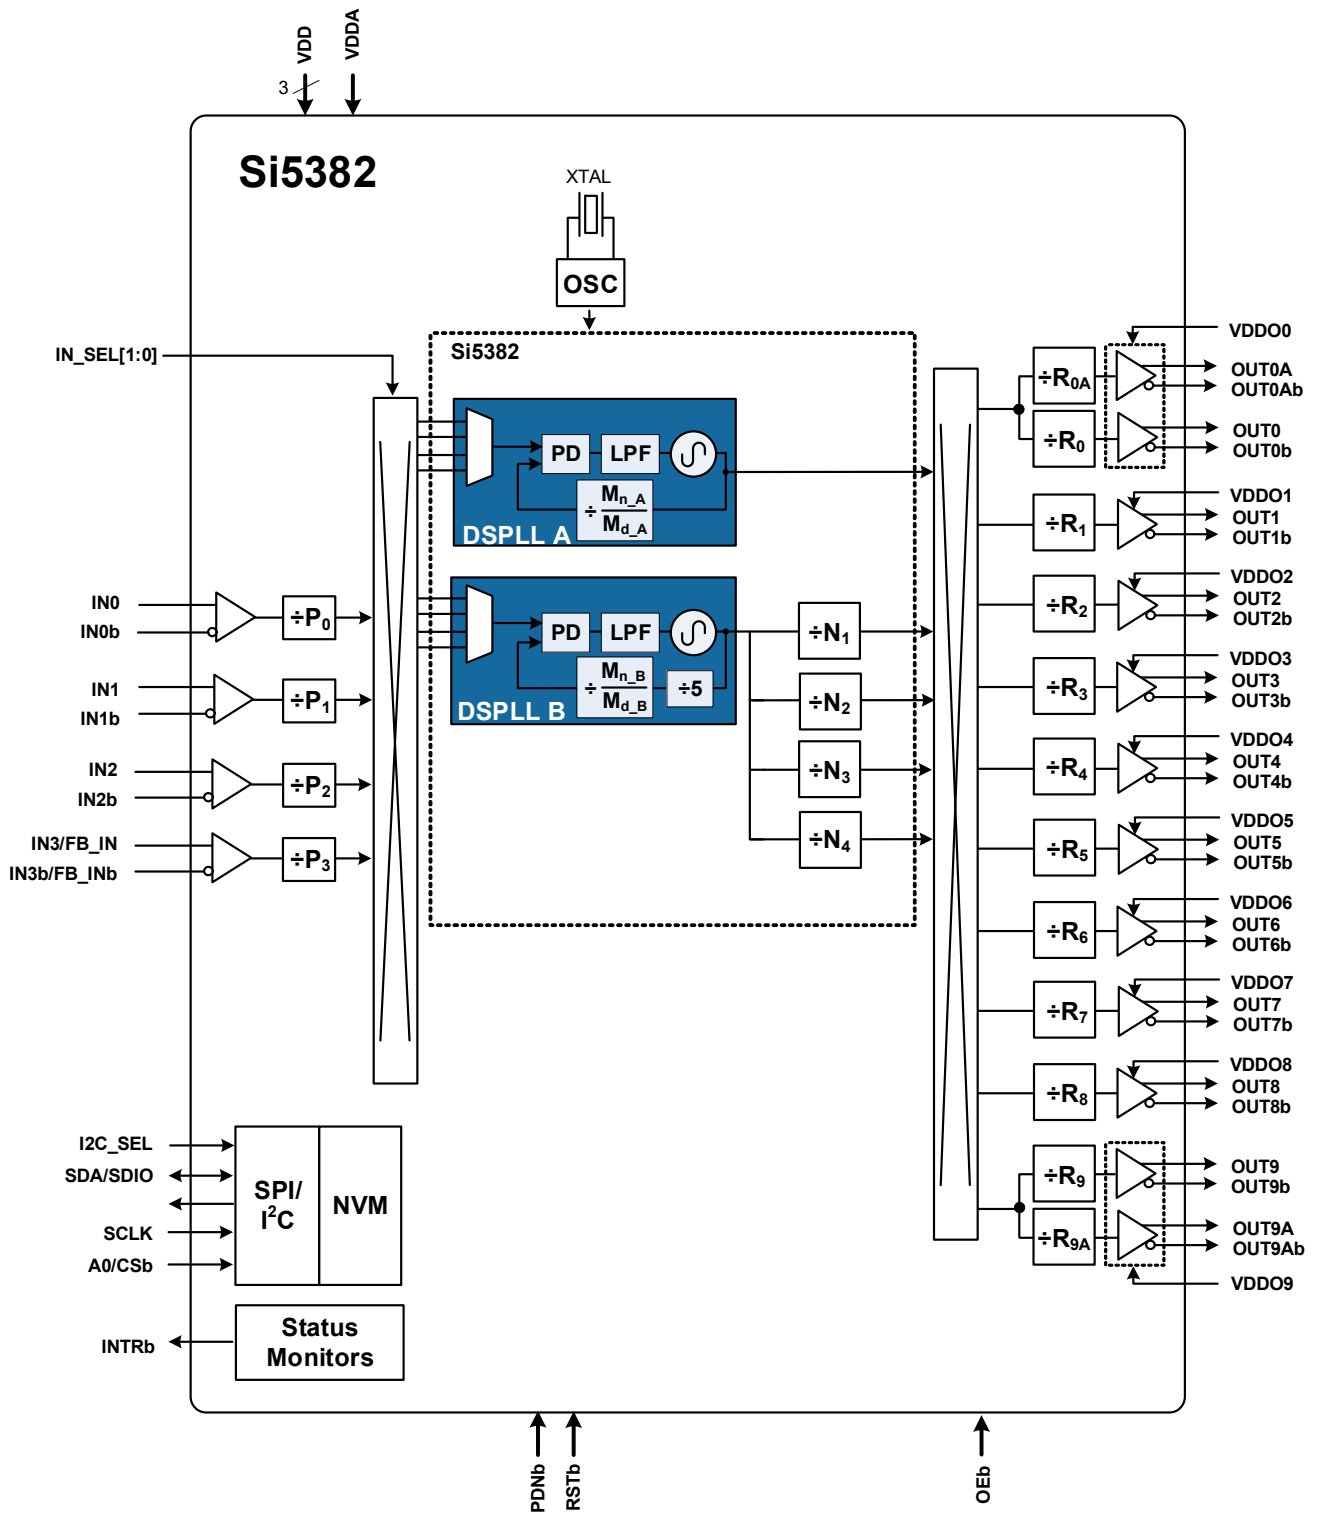 VDD
VDDA
3
Si5382
XTAL
OSC
IN_SEL[1:0]
Si5382
PD
LPF
÷ Mn_A
Md_A
DSPLL A
PD
LPF
÷ Mn_B
Md_B
÷5
DSPLL B
÷N1
÷N2
÷N3
÷N4
IN0
IN0b
÷P0
IN1
IN1b
÷P1
IN2
IN2b
÷P2
IN3/FB_IN
IN3b/FB_INb
÷P3
÷R0A
VDDO0
OUT0A
OUT0Ab
÷R0
OUT0
OUT0b
÷R1
VDDO1
OUT1
OUT1b
÷R2
VDDO2
OUT2
OUT2b
÷R3
VDDO3
OUT3
OUT3b
÷R4
VDDO4
OUT4
OUT4b
÷R5
VDDO5
OUT5
OUT5b
÷R6
VDDO6
OUT6
OUT6b
÷R7
VDDO7
OUT7
OUT7b
÷R8
VDDO8
OUT8
OUT8b
÷R9
OUT9
OUT9b
÷R9A
OUT9A
OUT9Ab
VDDO9
I2C_SEL
SDA/SDIO
SCLK
A0/CSb
SPI/
I2C
NVM
INTRb
Status
Monitors
PDNb
RSTb
OEb